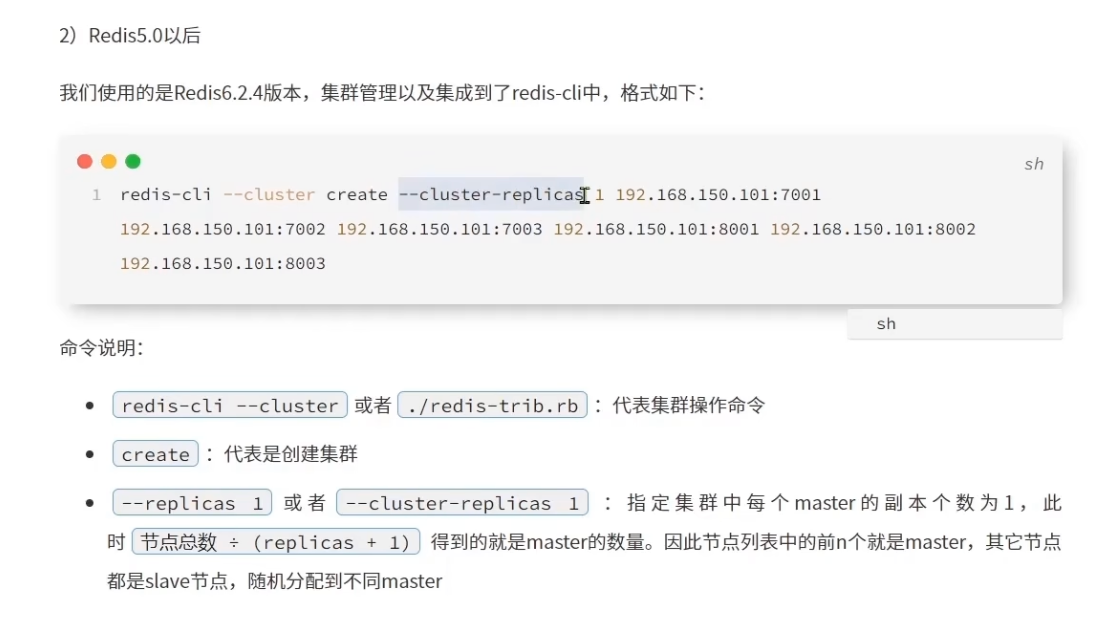 2）Redis5.0以后
我们使用的是Redis6.2.4版本，集群管理以及集成到了redis-cli中，格式如下：
sh
1 redis-cli --cluster create --cluster-replicas 1 192.168.150.101:7001
192.168.150.101:7002 192.168.150.101:7003 192.168.150.101:8001 192.168.150.101:8002
192.168.150.101:8003
sh
命令说明：
• redis-cli --cluster 或者 ./redis-trib.rb ：代表集群操作命令
• create ：代表是创建集群
• --replicas 1 或者 --cluster-replicas 1 ：指定集群中每个master的副本个数为1，此
时 节点总数 ÷ (replicas + 1) 得到的就是master的数量。因此节点列表中的前n个就是master，其它节点
都是slave节点，随机分配到不同master